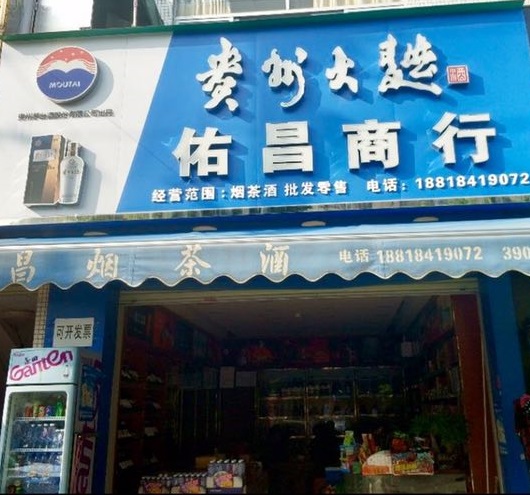 贵州大曲
MOUTAI
佑昌商行
经营范围：烟茶酒 批发零售 电话：18818419072
昌烟茶酒 电话 18818419072 390
可开发票
Ganten